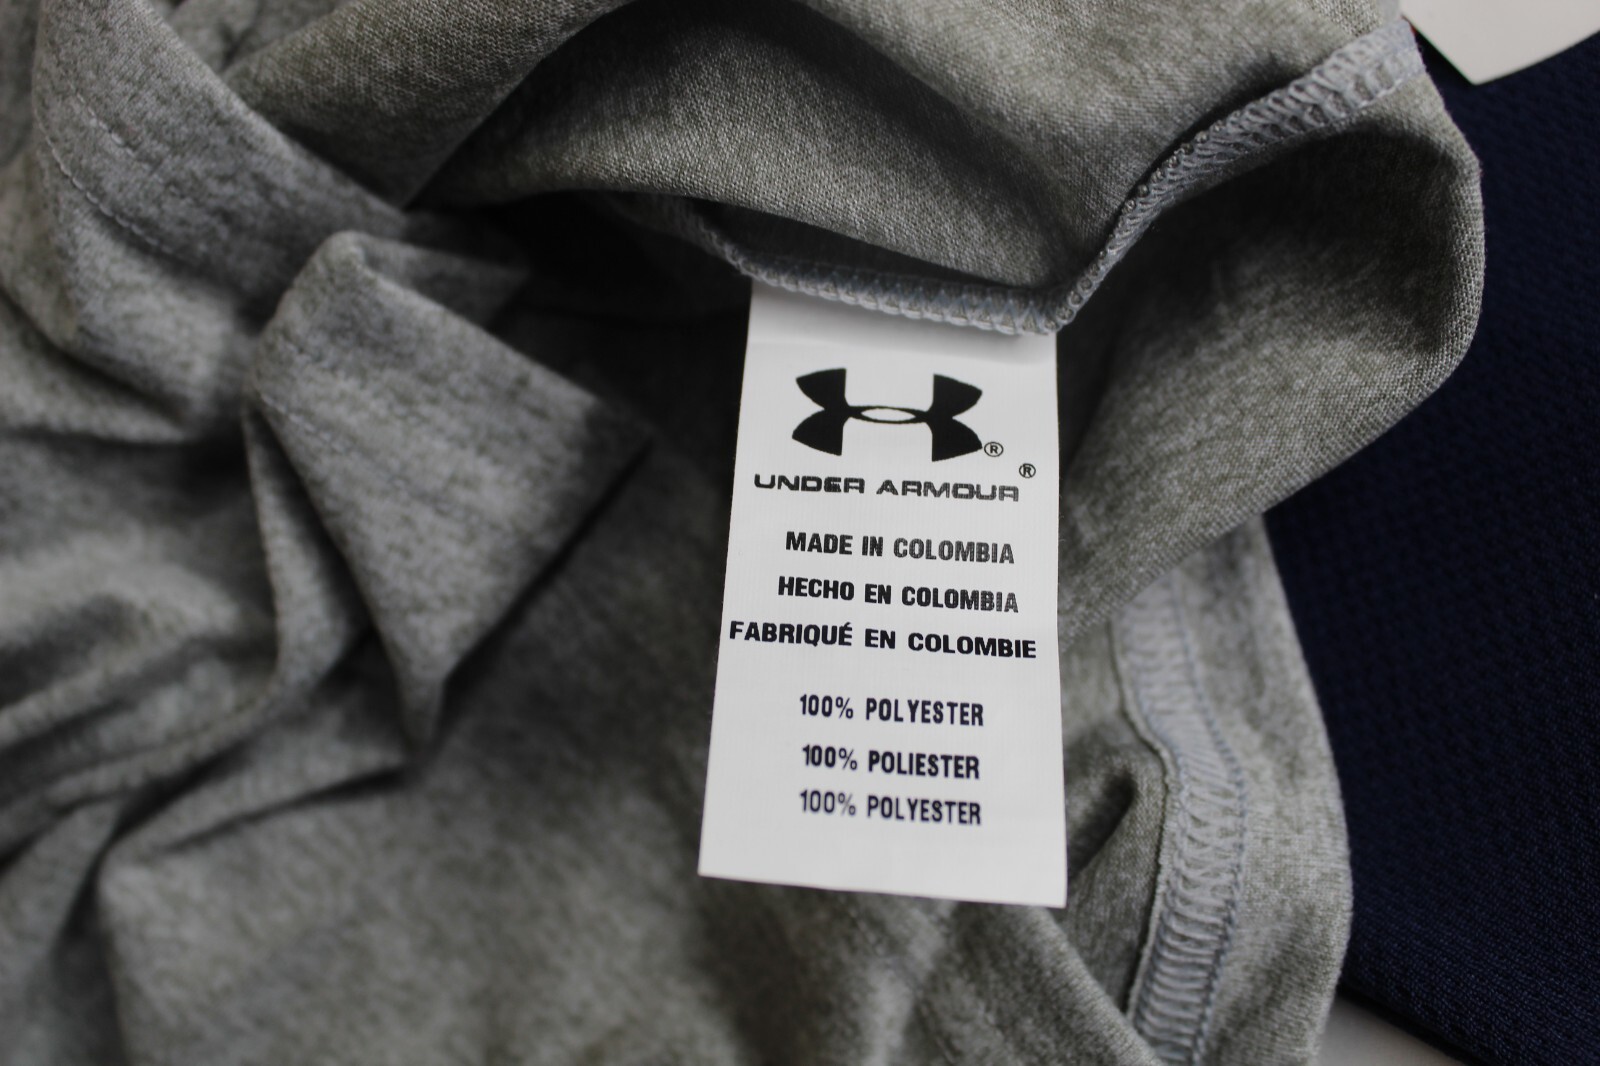 ®
®
UNDER ARMOUR
MADE IN COLOMBIA
HECHO EN COLOMBIA
FABRIQUÉ EN COLOMBIE
100% POLYESTER
100% POLIESTER
100% POLYESTER